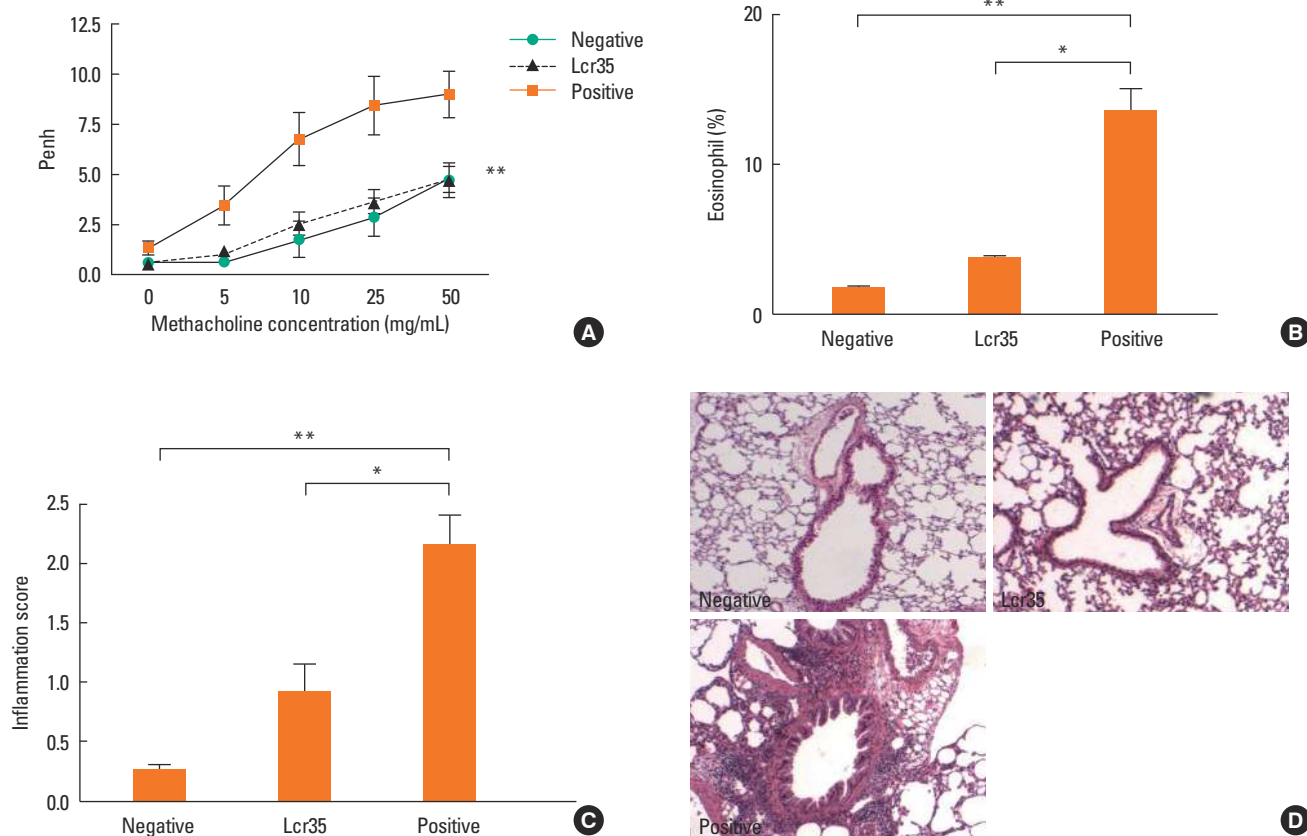 12.5
10.0
7.5
5.0
2.5
0.0
Penh
0 5 10 25 50
Methacholine concentration (mg/mL)
Negative
Lcr35
Positive
**
A
20
10
0
Eosinophil (%)
**
*
Negative Lcr35 Positive
B
2.5
2.0
1.5
1.0
0.5
0.0
Inflammation score
**
*
Negative Lcr35 Positive
C
Negative
Lcr35
Positive
D